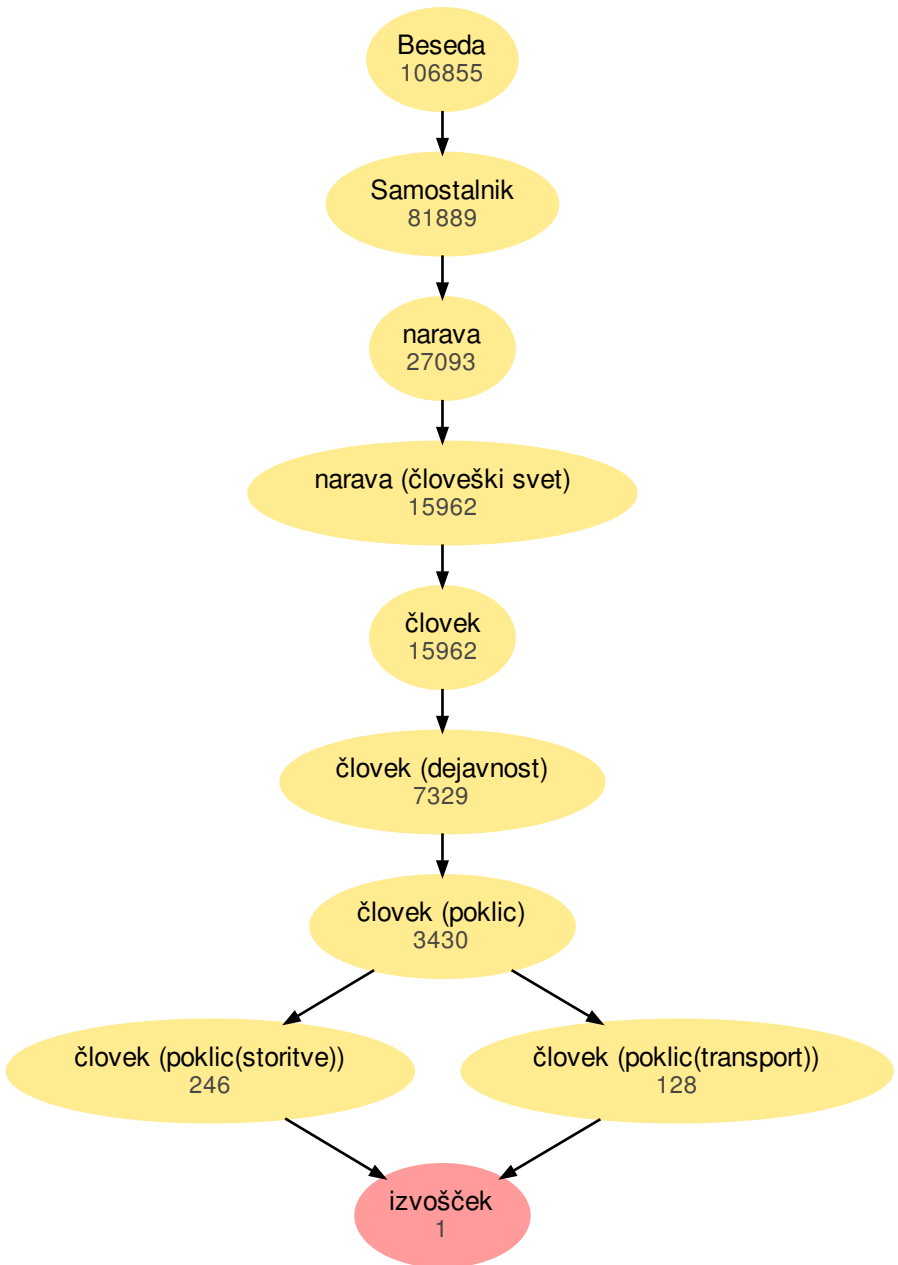 Beseda
106855
Samostalnik
81889
narava
27093
narava (človeški svet)
15962
človek
15962
človek (dejavnost)
7329
človek (poklic)
3430
človek (poklic(storitve))
246
človek (poklic(transport))
128
izvošček
1